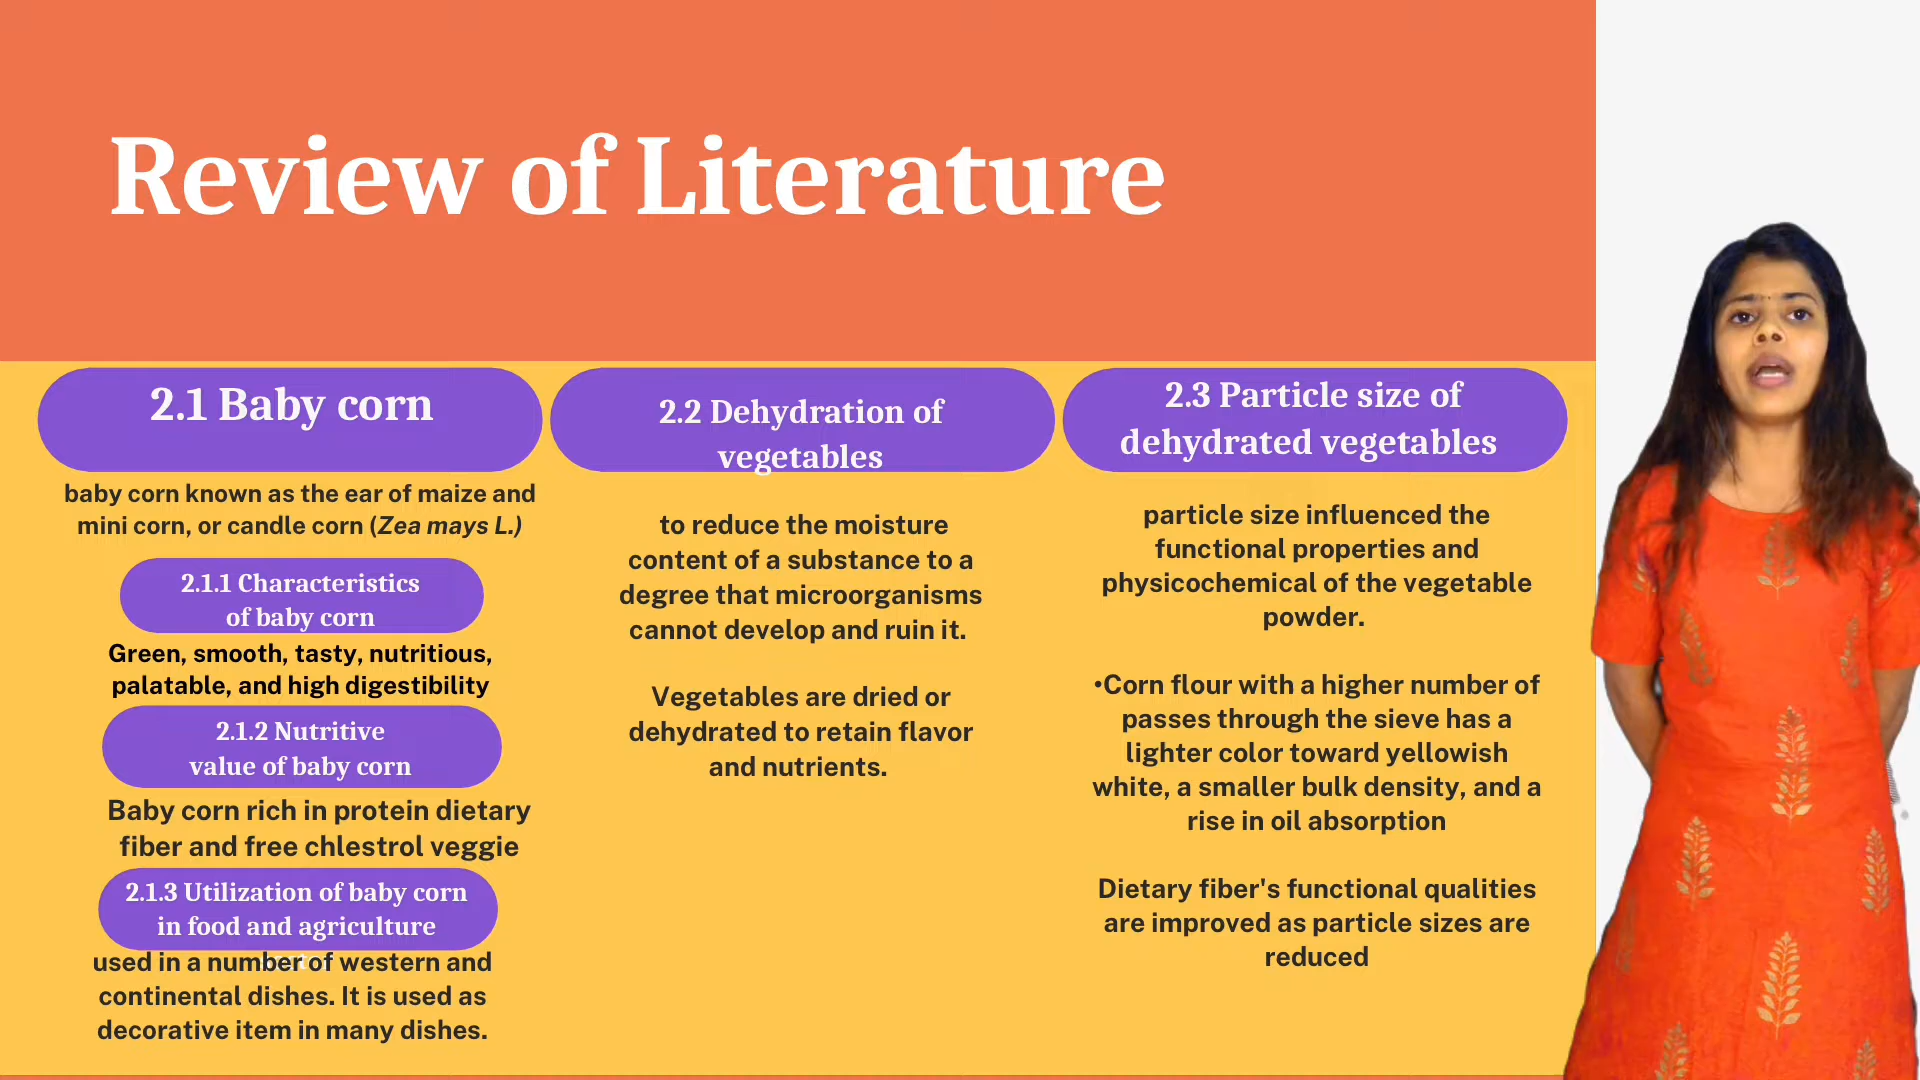 Review of Literature
2.1 Baby corn
baby corn known as the ear of maize and
mini corn, or candle corn (Zea mays L.)
2.1.1 Characteristics
of baby corn
Green, smooth, tasty, nutritious,
palatable, and high digestibility
2.1.2 Nutritive
value of baby corn
Baby corn rich in protein dietary
fiber and free chlestrol veggie
2.1.3 Utilization of baby corn
in food and agriculture
used in a number of western and
continental dishes. It is used as
decorative item in many dishes.
2.2 Dehydration of
vegetables
to reduce the moisture
content of a substance to a
degree that microorganisms
cannot develop and ruin it.
Vegetables are dried or
dehydrated to retain flavor
and nutrients.
2.3 Particle size of
dehydrated vegetables
particle size influenced the
functional properties and
physicochemical of the vegetable
powder.
•Corn flour with a higher number of
passes through the sieve has a
lighter color toward yellowish
white, a smaller bulk density, and a
rise in oil absorption
Dietary fiber's functional qualities
are improved as particle sizes are
reduced